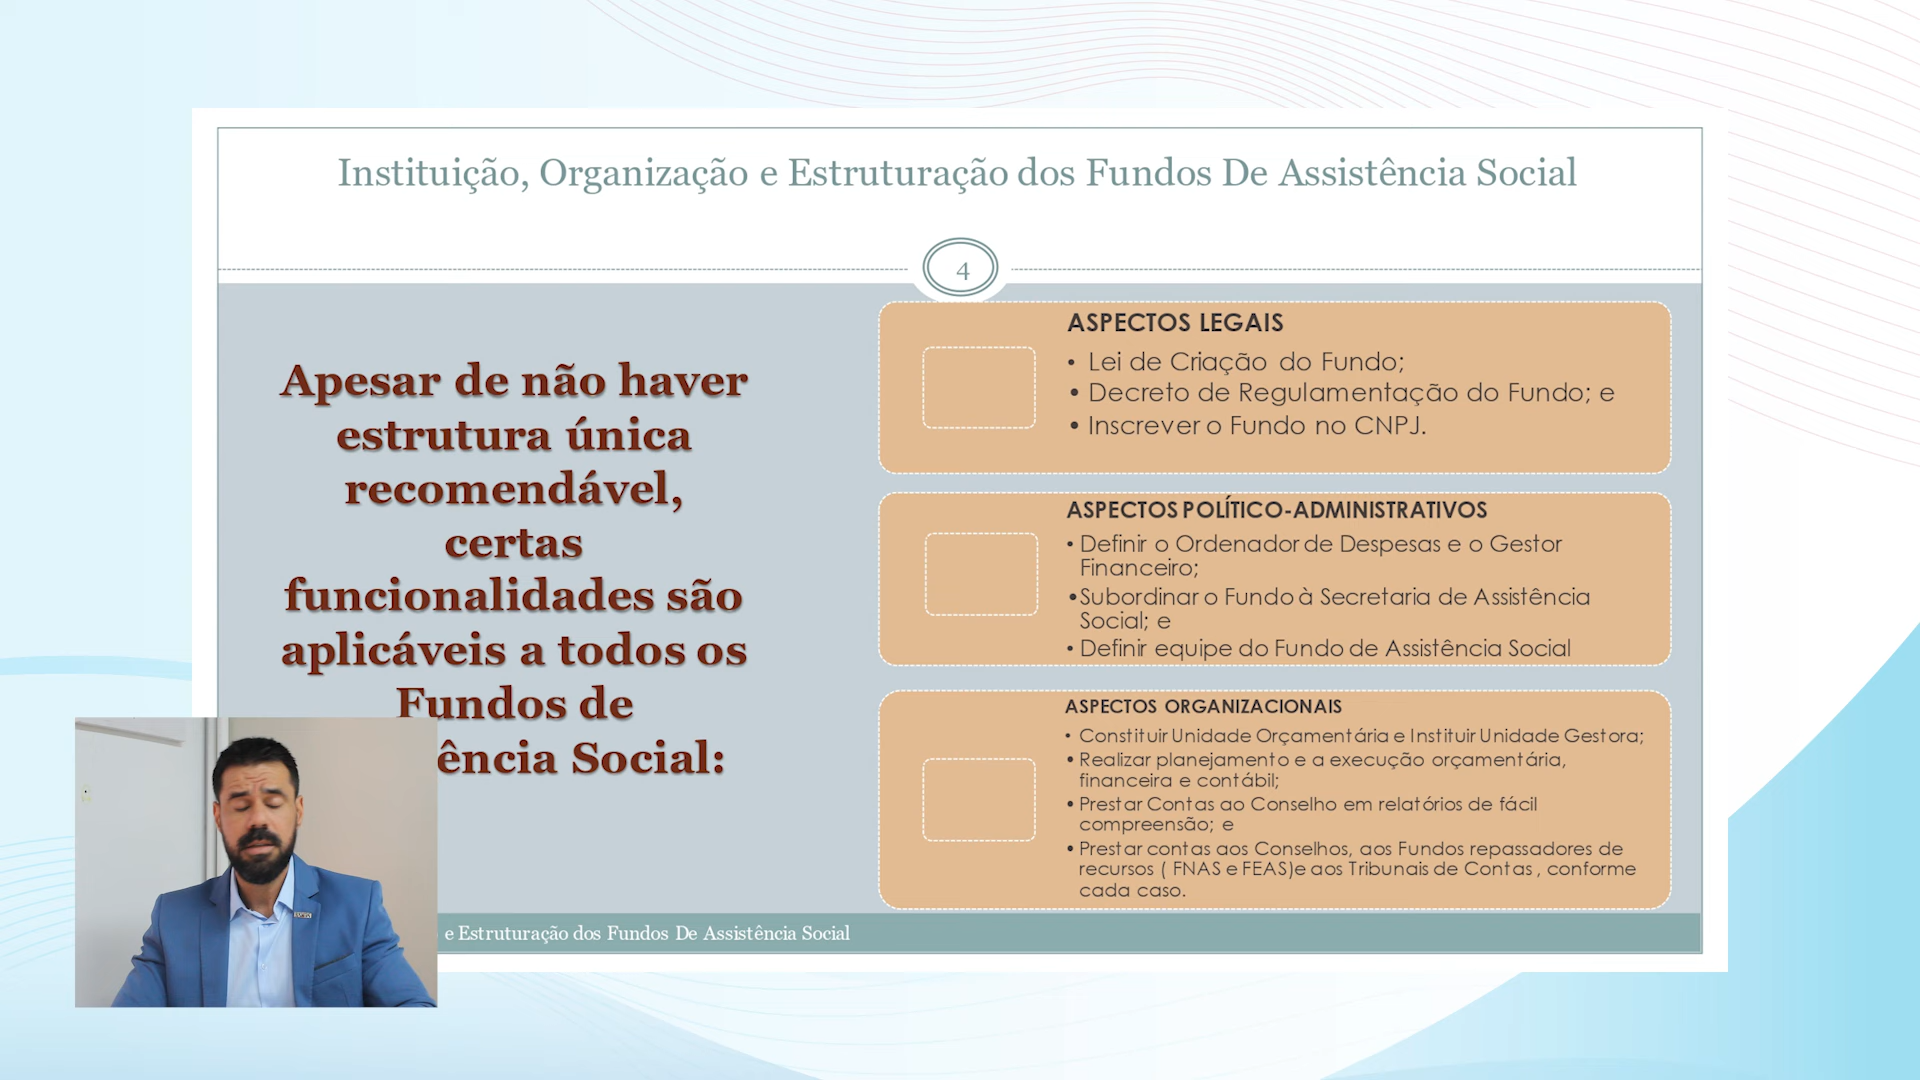 Instituição, Organização e Estruturação dos Fundos De Assistência Social
4
Apesar de não haver
estrutura única
recomendável,
certas
funcionalidades são
aplicáveis a todos os
Fundos de
ência Social:
ASPECTOS LEGAIS
• Lei de Criação do Fundo;
• Decreto de Regulamentação do Fundo; e
• Inscrever o Fundo no CNPJ.
ASPECTOS POLÍTICO-ADMINISTRATIVOS
• Definir o Ordenador de Despesas e o Gestor
Financeiro;
• Subordinar o Fundo à Secretaria de Assistência
Social; e
• Definir equipe do Fundo de Assistência Social
ASPECTOS ORGANIZACIONAIS
• Constituir Unidade Orçamentária e Instituir Unidade Gestora;
• Realizar planejamento e a execução orçamentária,
financeira e contábil;
• Prestar Contas ao Conselho em relatórios de fácil
compreensão; e
• Prestar contas aos Conselhos, aos Fundos repassadores de
recursos ( FNAS e FEAS)e aos Tribunais de Contas , conforme
cada caso.
e Estruturação dos Fundos De Assistência Social